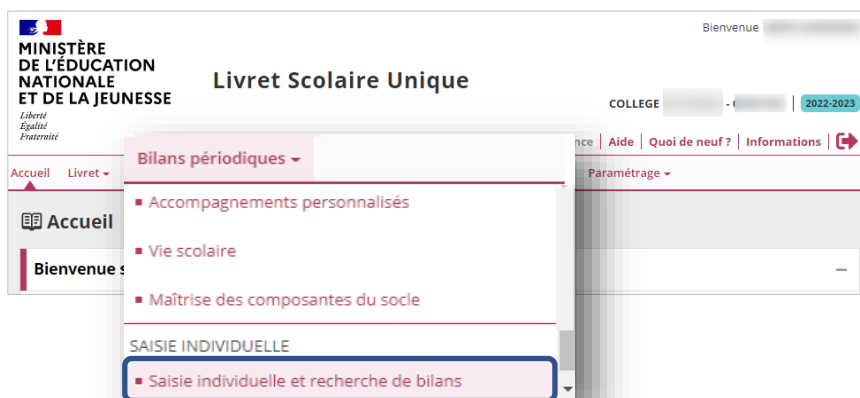 Bienvenue
MINISTÈRE
DE L'ÉDUCATION
NATIONALE
ET DE LA JEUNESSE
Liberté
Égalité
Fraternité
Livret Scolaire Unique
COLLEGE - 2022-2023
Aide | Quoi de neuf ? | Informations
Accueil Livret Paramétrage
Accueil
Bienvenue
Bilans périodiques
Accompagnements personnalisés
Vie scolaire
Maîtrise des composantes du socle
SAISIE INDIVIDUELLE
Saisie individuelle et recherche de bilans